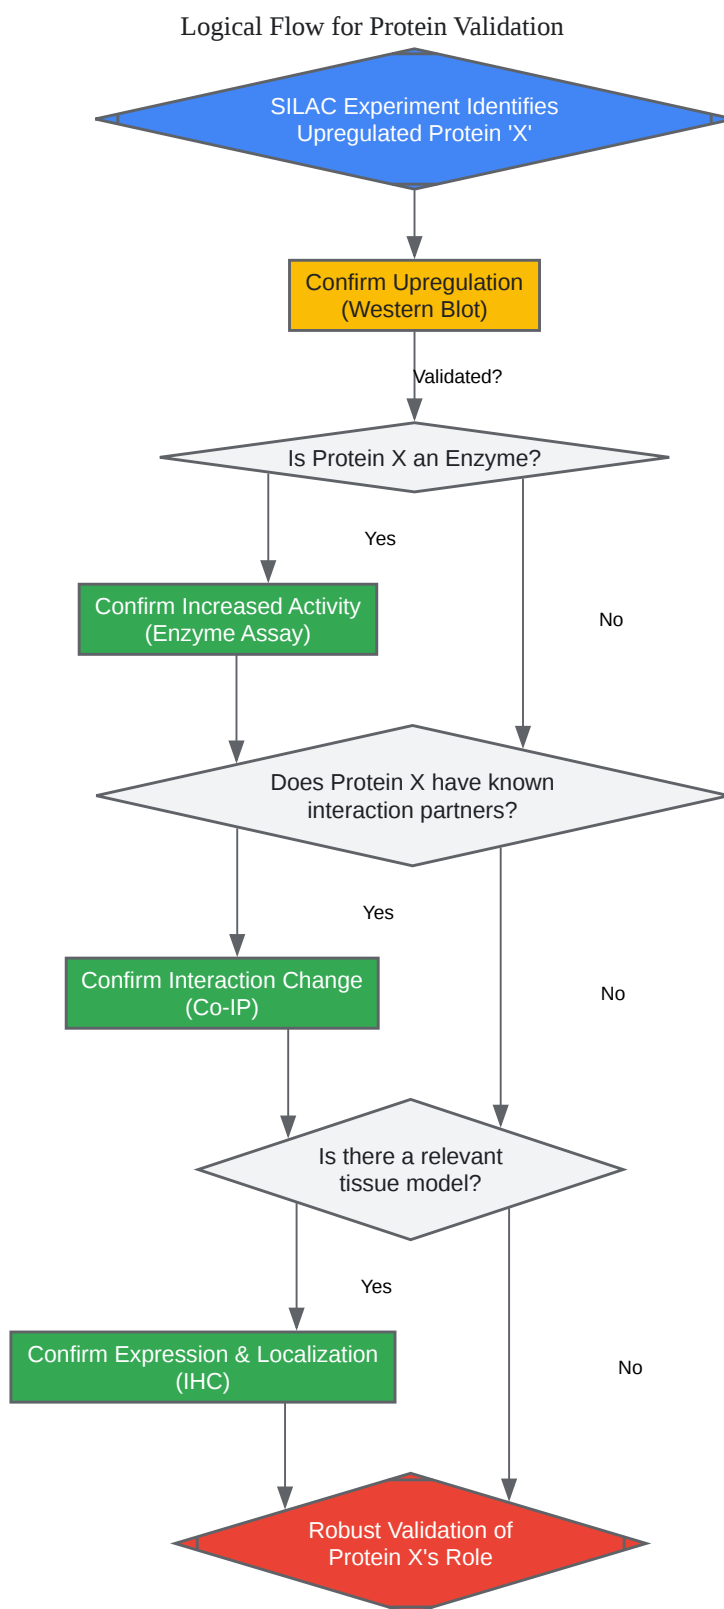 Logical Flow for Protein Validation
SILAC Experiment Identifies
Upregulated Protein 'X'
Confirm Upregulation
(Western Blot)
Validated?
Is Protein X an Enzyme?
Yes
Confirm Increased Activity
(Enzyme Assay)
No
Does Protein X have known
interaction partners?
Yes
Confirm Interaction Change
(Co-IP)
No
Is there a relevant
tissue model?
Yes
Confirm Expression & Localization
(IHC)
No
Robust Validation of
Protein X's Role